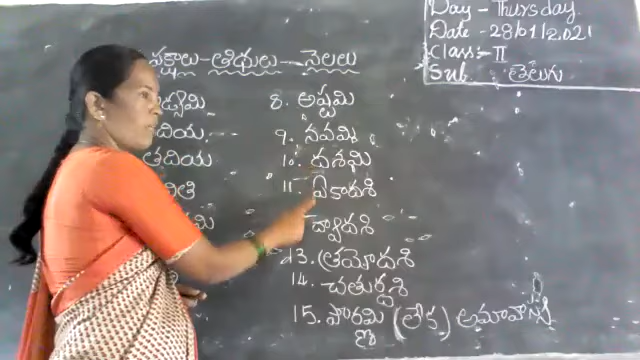 Day - Thursday
Date - 28/01/2021
Class:- II
Sub : తెలుగు
పక్షాలు - తిథులు - నెలలు
8. అష్టమి
9. నవమి
తదియ 10. దశమి
11. ఏకాదశి
ద్వాదశి
13. త్రయోదశి
14. చతుర్దశి
15. పౌర్ణమి (లేక) అమావాస్య